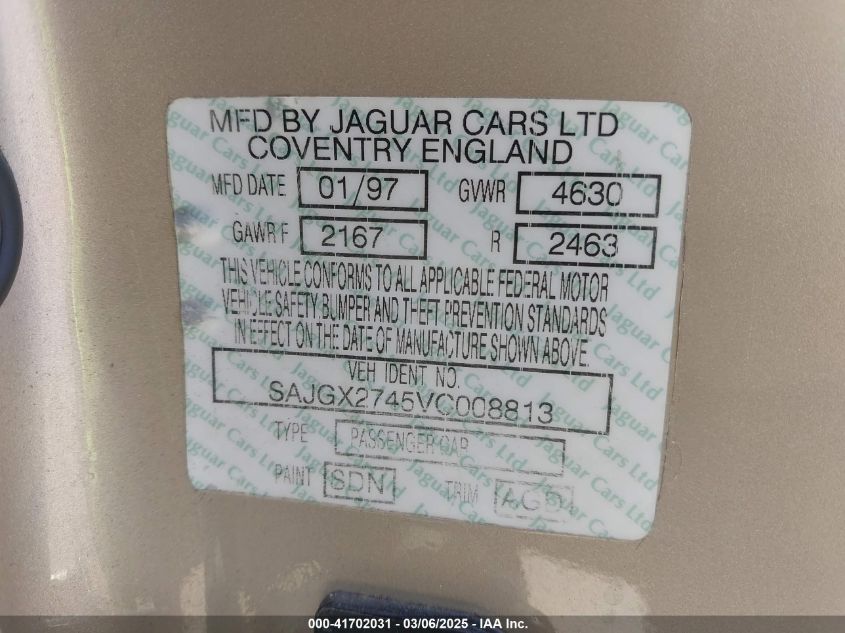 MFD BY JAGUAR CARS LTD
COVENTRY ENGLAND
MFD DATE 01/97 GVWR 4630
GAWR F 2167 R 2463
THIS VEHICLE CONFORMS TO ALL APPLICABLE FEDERAL MOTOR
VEHICLE SAFETY, BUMPER AND THEFT PREVENTION STANDARDS
IN EFFECT ON THE DATE OF MANUFACTURE SHOWN ABOVE.
VEH IDENT NO.
SAJGX2745VC008813
TYPE PASSENGER CAR
PAINT SDN TRIM AGD
000-41702031 - 03/06/2025 - IAA Inc.